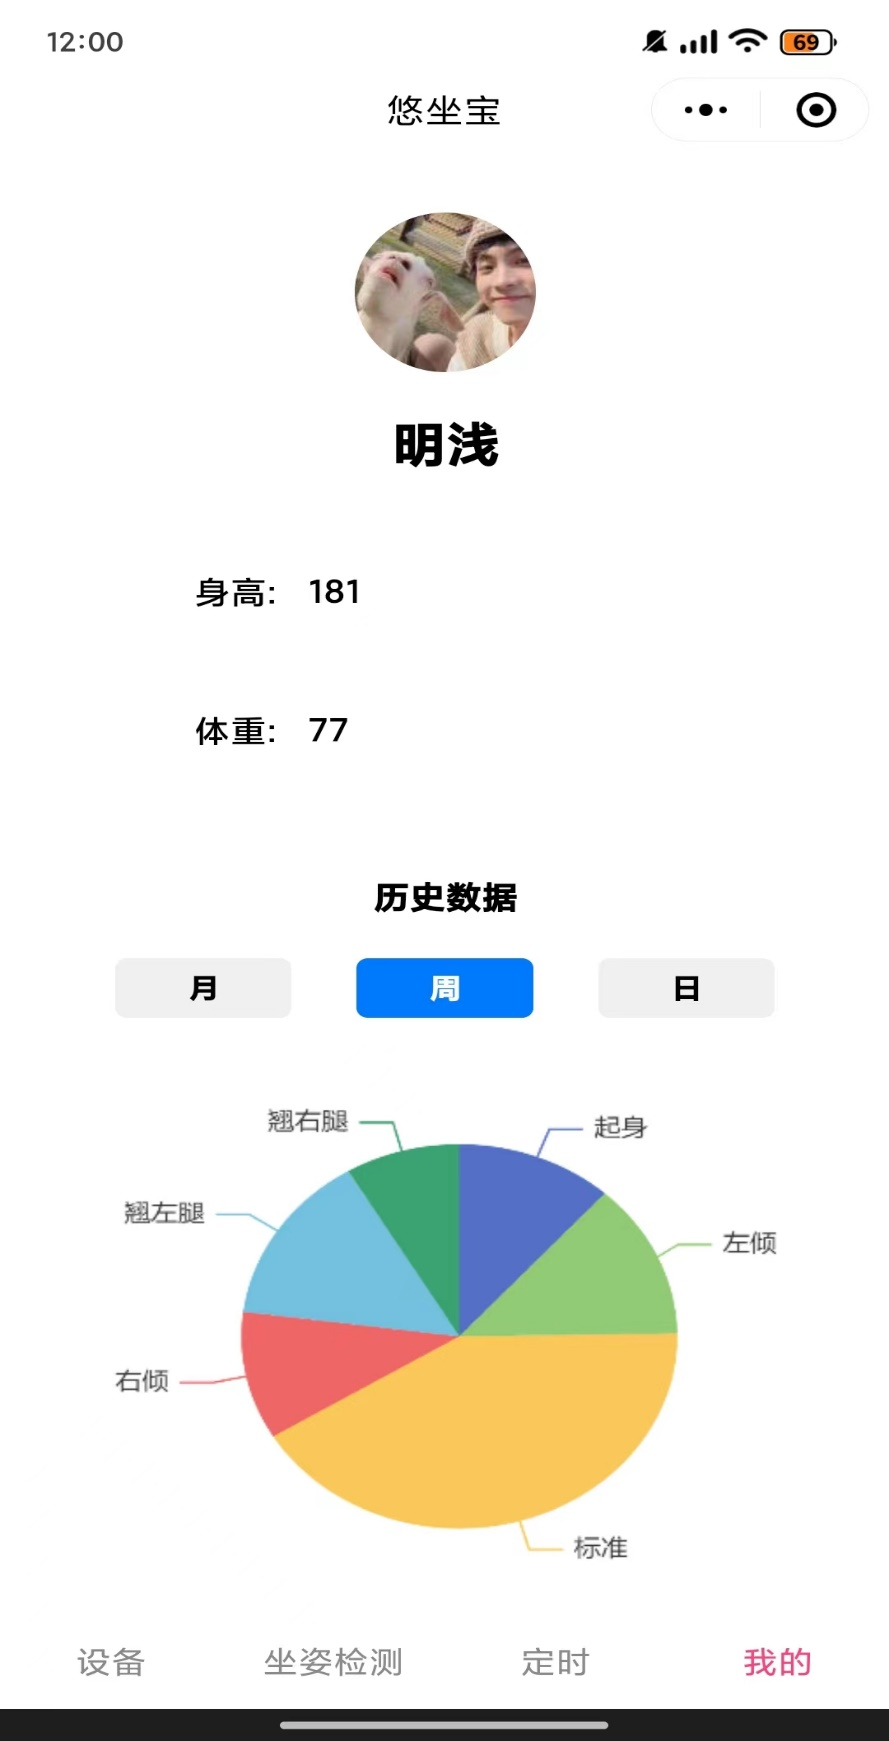 12:00
69
悠坐宝
明浅
身高: 181
体重: 77
历史数据
月 周 日
翘右腿
起身
翘左腿
左倾
右倾
标准
设备 坐姿检测 定时 我的